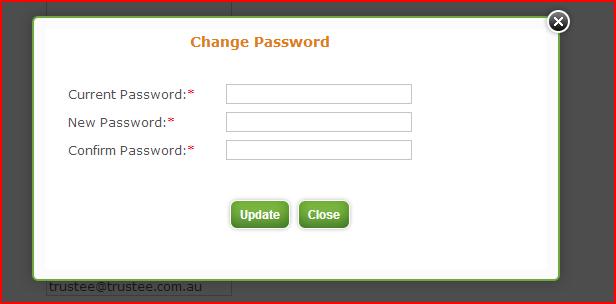 Change Password
Current Password:*
New Password:*
Confirm Password:*
Update Close
trustee@trustee.com.au